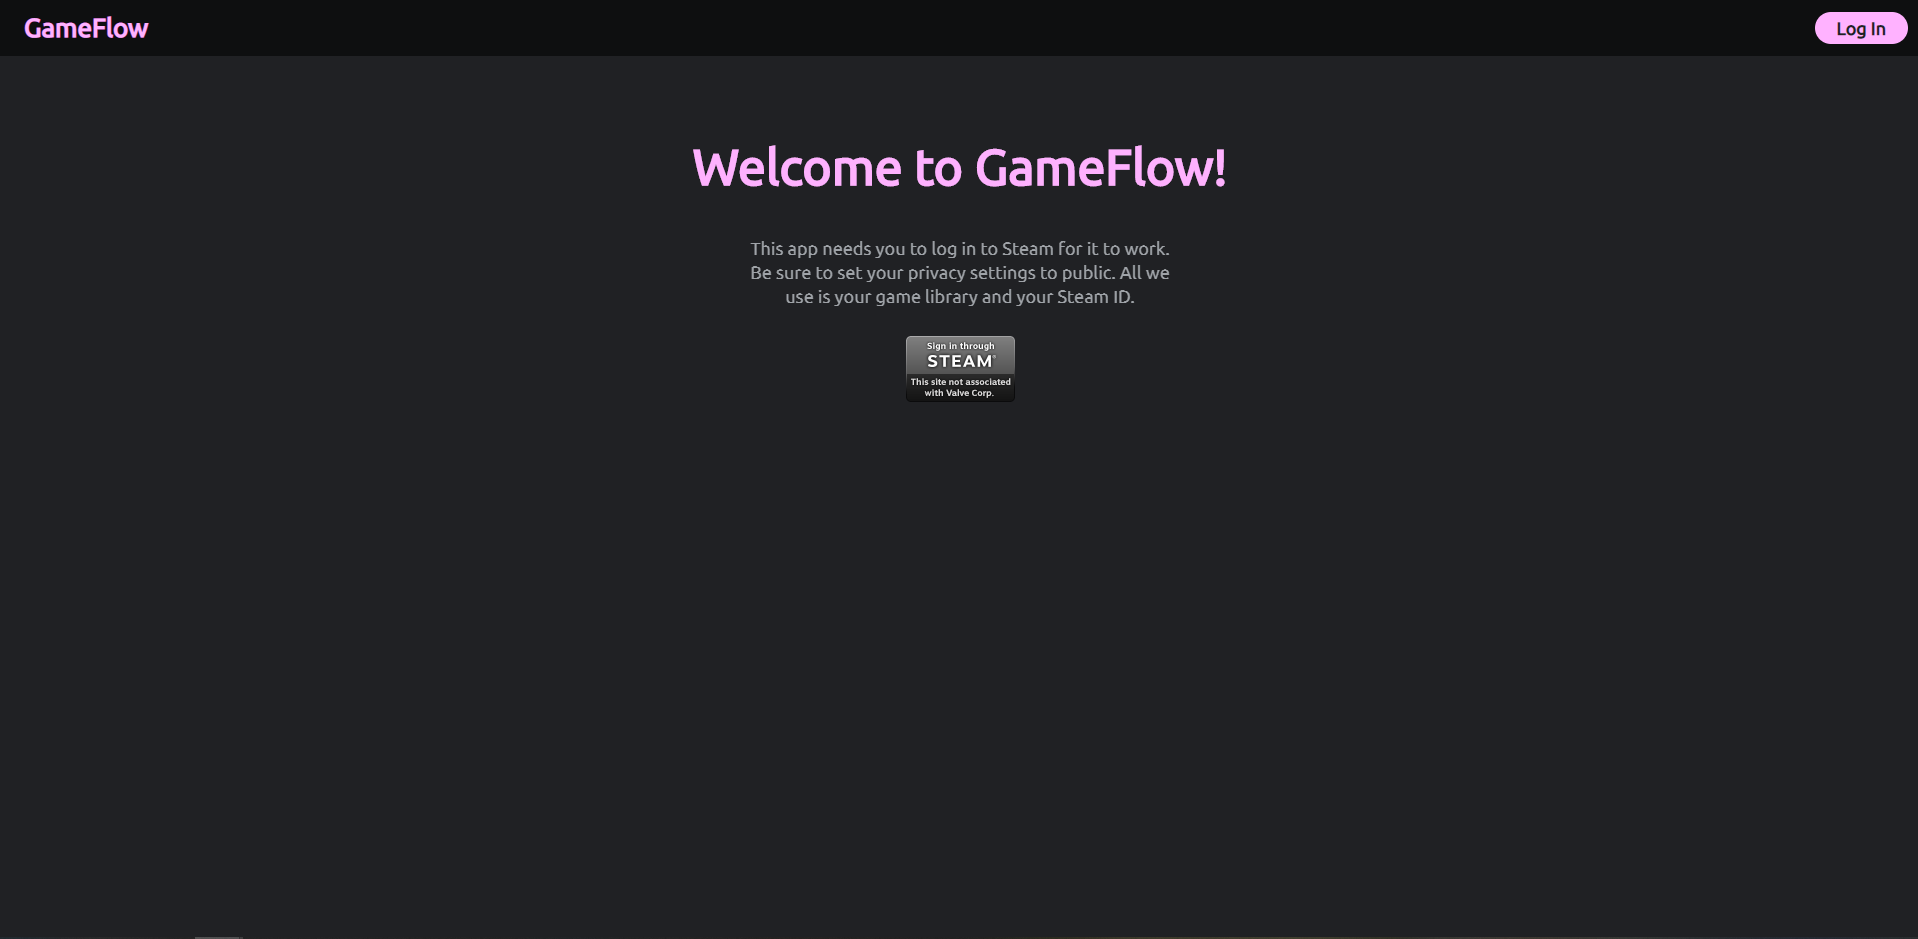 GameFlow
Log In
Welcome to GameFlow!
This app needs you to log in to Steam for it to work.
Be sure to set your privacy settings to public. All we
use is your game library and your Steam ID.
Sign in through
STEAM®
This site not associated
with Valve Corp.